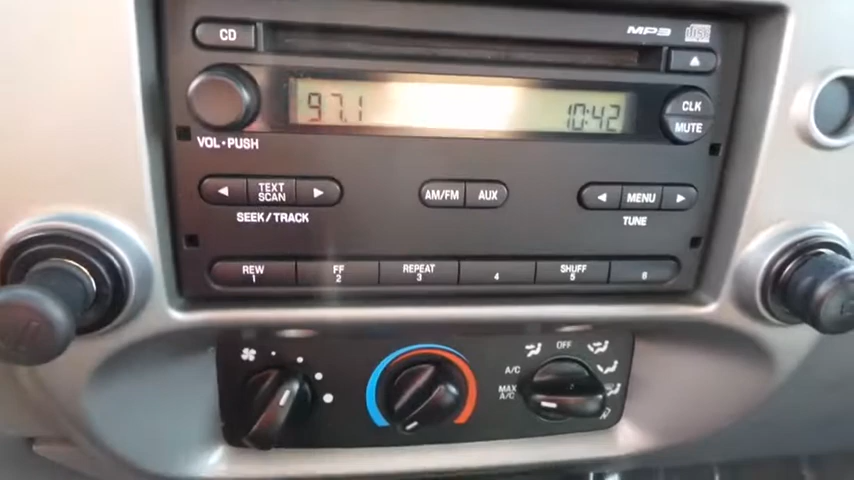 CD
MP3
97.1 10:42
CLK
MUTE
VOL•PUSH
TEXT SCAN
SEEK/TRACK
AM/FM AUX
MENU
TUNE
REW 1 FF 2 REPEAT 3 4 SHUFF 5 6
OFF
A/C
MAX A/C